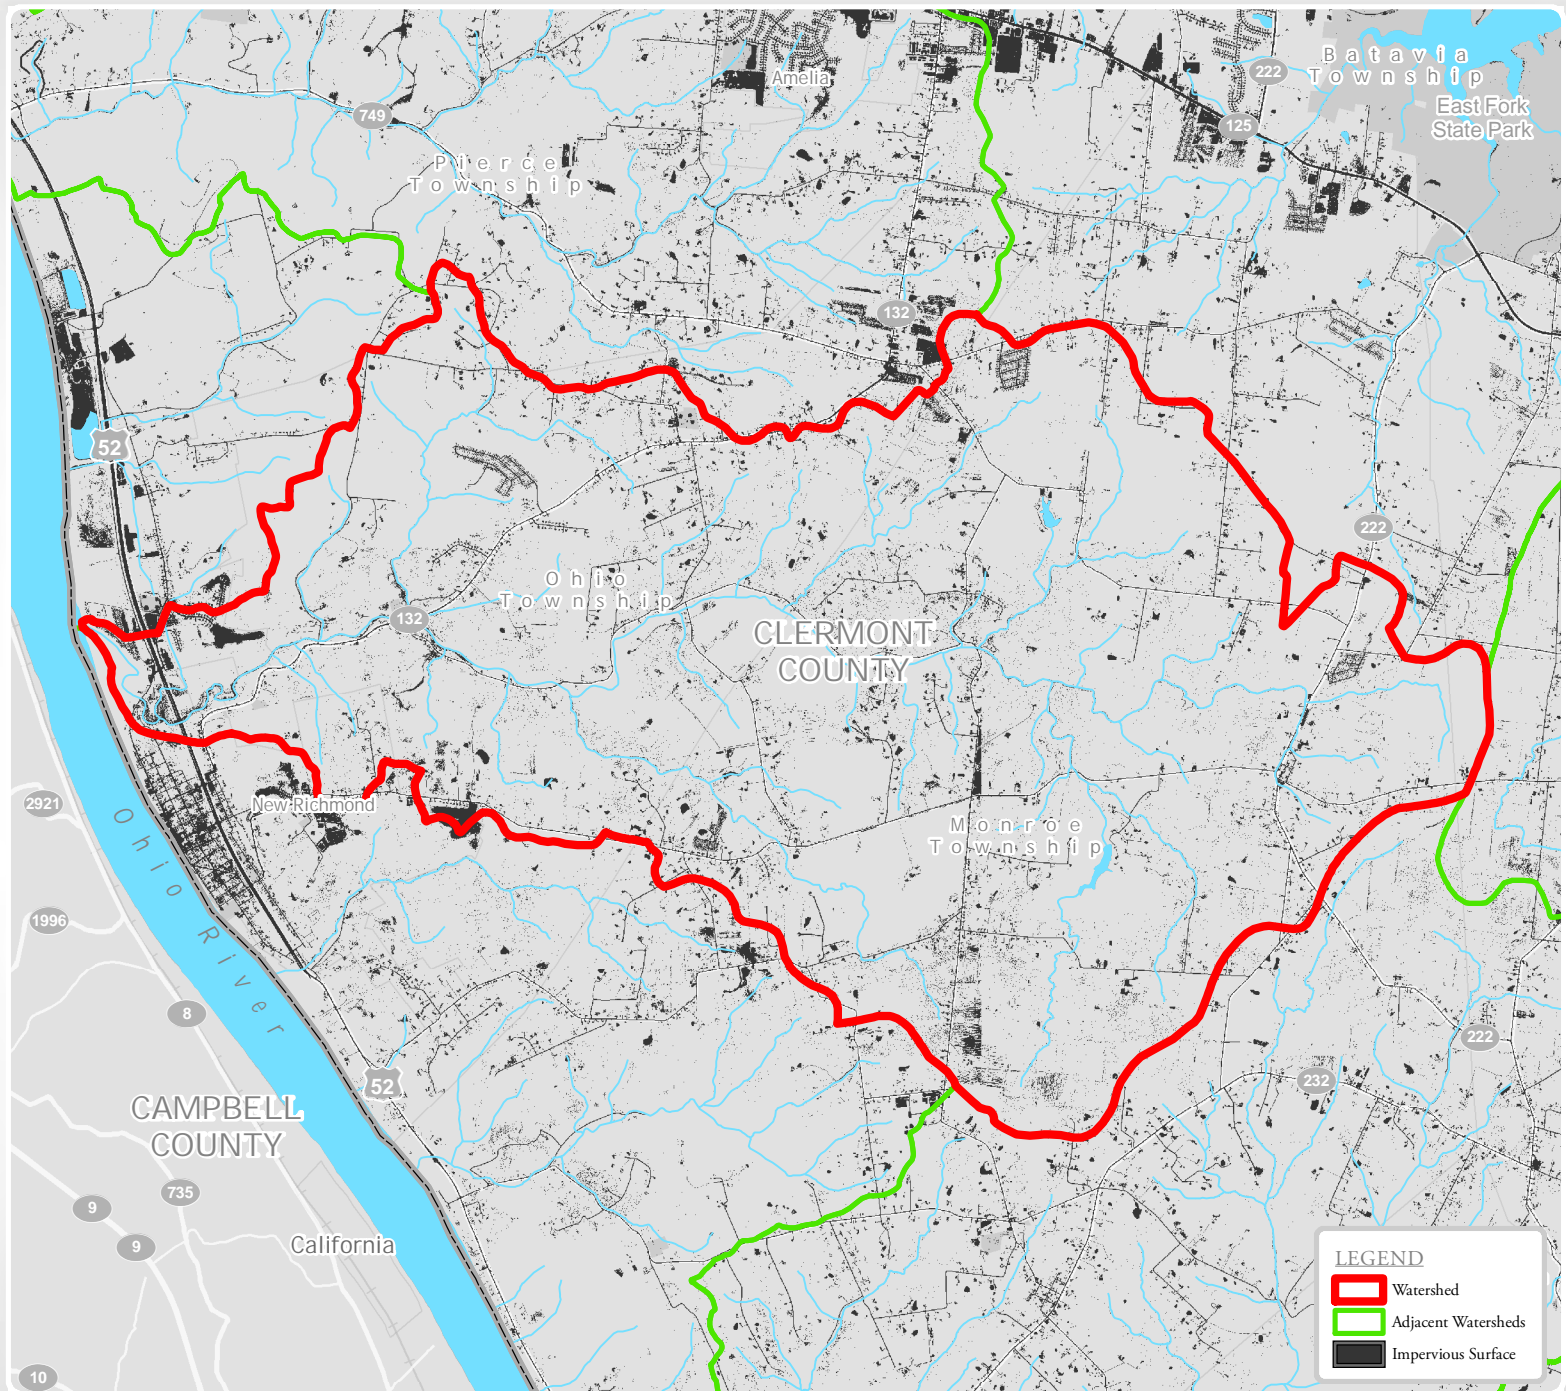 Batavia
Township
222
Amelia
East Fork
State Park
749
125
Pierce
Township
132
52
222
Ohio
Township
132
CLERMONT
COUNTY
2921
New Richmond
Ohio River
Monroe
Township
1996
8
222
52
232
CAMPBELL
COUNTY
735
9
9
California
10
LEGEND
Watershed
Adjacent Watersheds
Impervious Surface